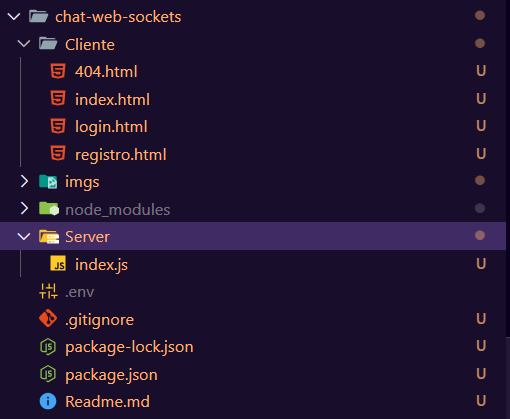 chat-web-sockets
Cliente
404.html U
index.html U
login.html U
registro.html U
imgs
node_modules
Server
JS index.js U
.env
.gitignore U
package-lock.json U
package.json U
Readme.md U